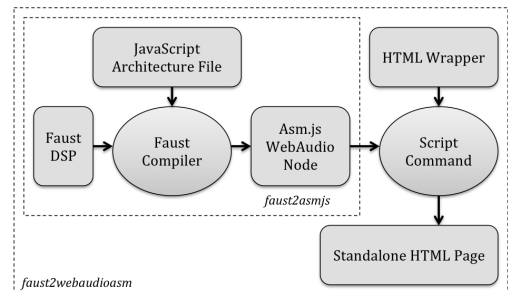 JavaScript
Architecture File
HTML Wrapper
Faust
DSP
Faust
Compiler
Asm.js
WebAudio
Node
Script
Command
faust2asmjs
Standalone HTML Page
faust2webaudioasm